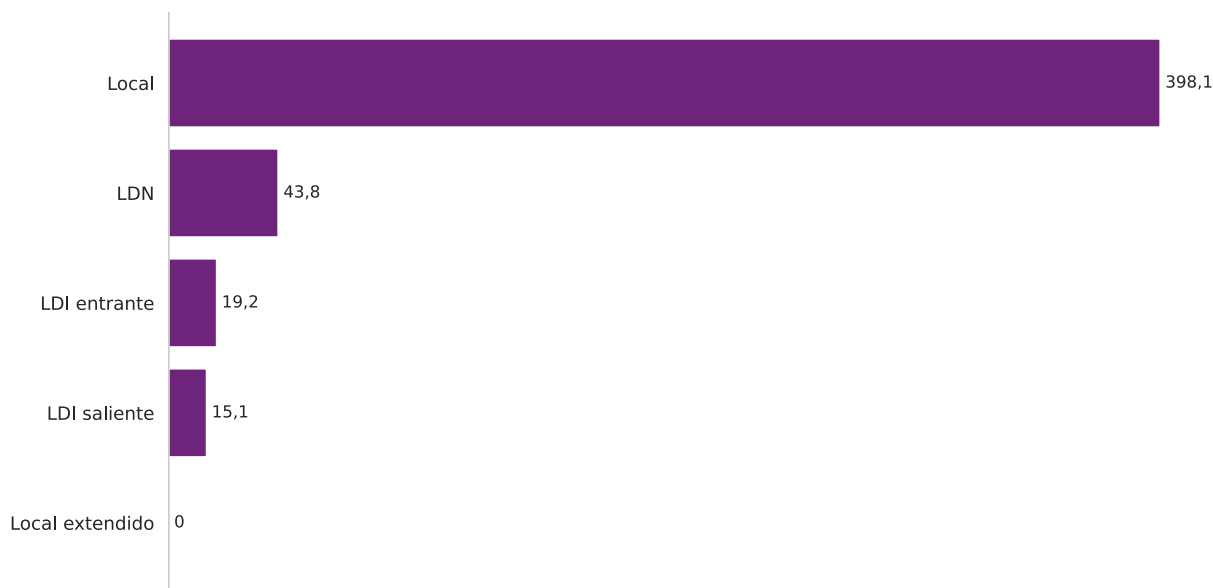 Local 398,1
LDN 43,8
LDI entrante 19,2
LDI saliente 15,1
Local extendido 0